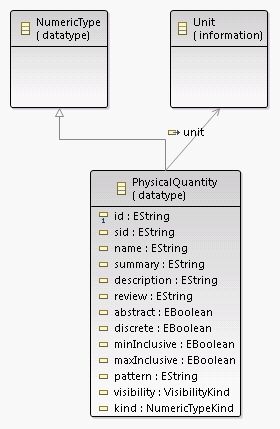 NumericType
( datatype)
Unit
( information)
unit
PhysicalQuantity
( datatype)
1
id : EString
sid : EString
name : EString
summary : EString
description : EString
review : EString
abstract : EBoolean
discrete : EBoolean
minInclusive : EBoolean
maxInclusive : EBoolean
pattern : EString
visibility : VisibilityKind
kind : NumericTypeKind